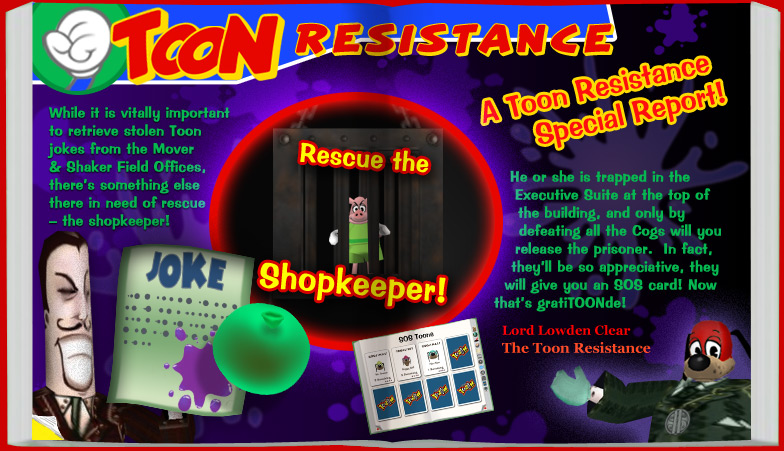 TOON RESISTANCE
A Toon Resistance
Special Report!
While it is vitally important
to retrieve stolen Toon
jokes from the Mover
& Shaker Field Offices,
there's something else
there in need of rescue
– the shopkeeper!
Rescue the
Shopkeeper!
He or she is trapped in the
Executive Suite at the top of
the building, and only by
defeating all the Cogs will you
release the prisoner. In fact,
they'll be so appreciative, they
will give you an SOS card! Now
that's gratiTOONde!
Lord Lowden Clear
The Toon Resistance
JOKE
SOS Toons